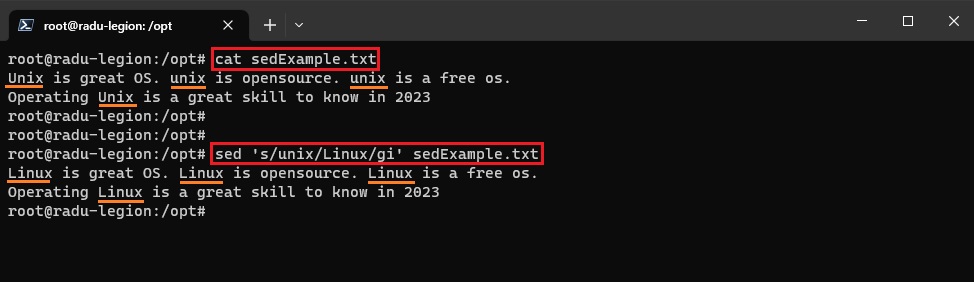 root@radu-legion: /opt
root@radu-legion:/opt# cat sedExample.txt
Unix is great OS. unix is opensource. unix is a free os.
Operating Unix is a great skill to know in 2023
root@radu-legion:/opt#
root@radu-legion:/opt#
root@radu-legion:/opt# sed 's/unix/Linux/gi' sedExample.txt
Linux is great OS. Linux is opensource. Linux is a free os.
Operating Linux is a great skill to know in 2023
root@radu-legion:/opt#